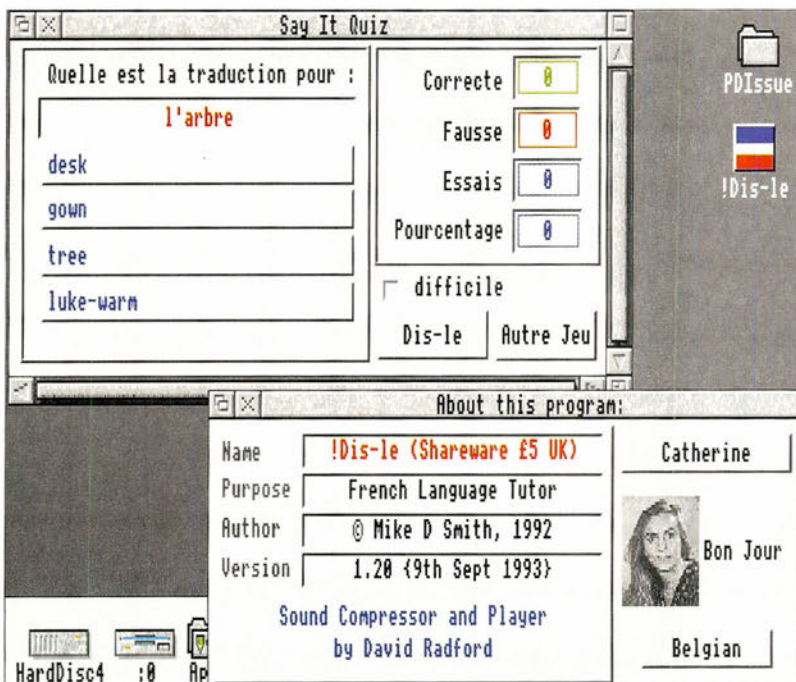 Say It Quiz
Quelle est la traduction pour :
l'arbre
desk
gown
tree
luke-warm
Correcte 0
Fausse 0
Essais 0
Pourcentage 0
difficile
Dis-le
Autre Jeu
PDIssue
!Dis-le
About this program:
Name !Dis-le (Shareware £5 UK)
Purpose French Language Tutor
Author © Mike D Smith, 1992
Version 1.20 {9th Sept 1993}
Sound Compressor and Player
by David Radford
Catherine
Bon Jour
Belgian
HardDisc4
:0
Ap